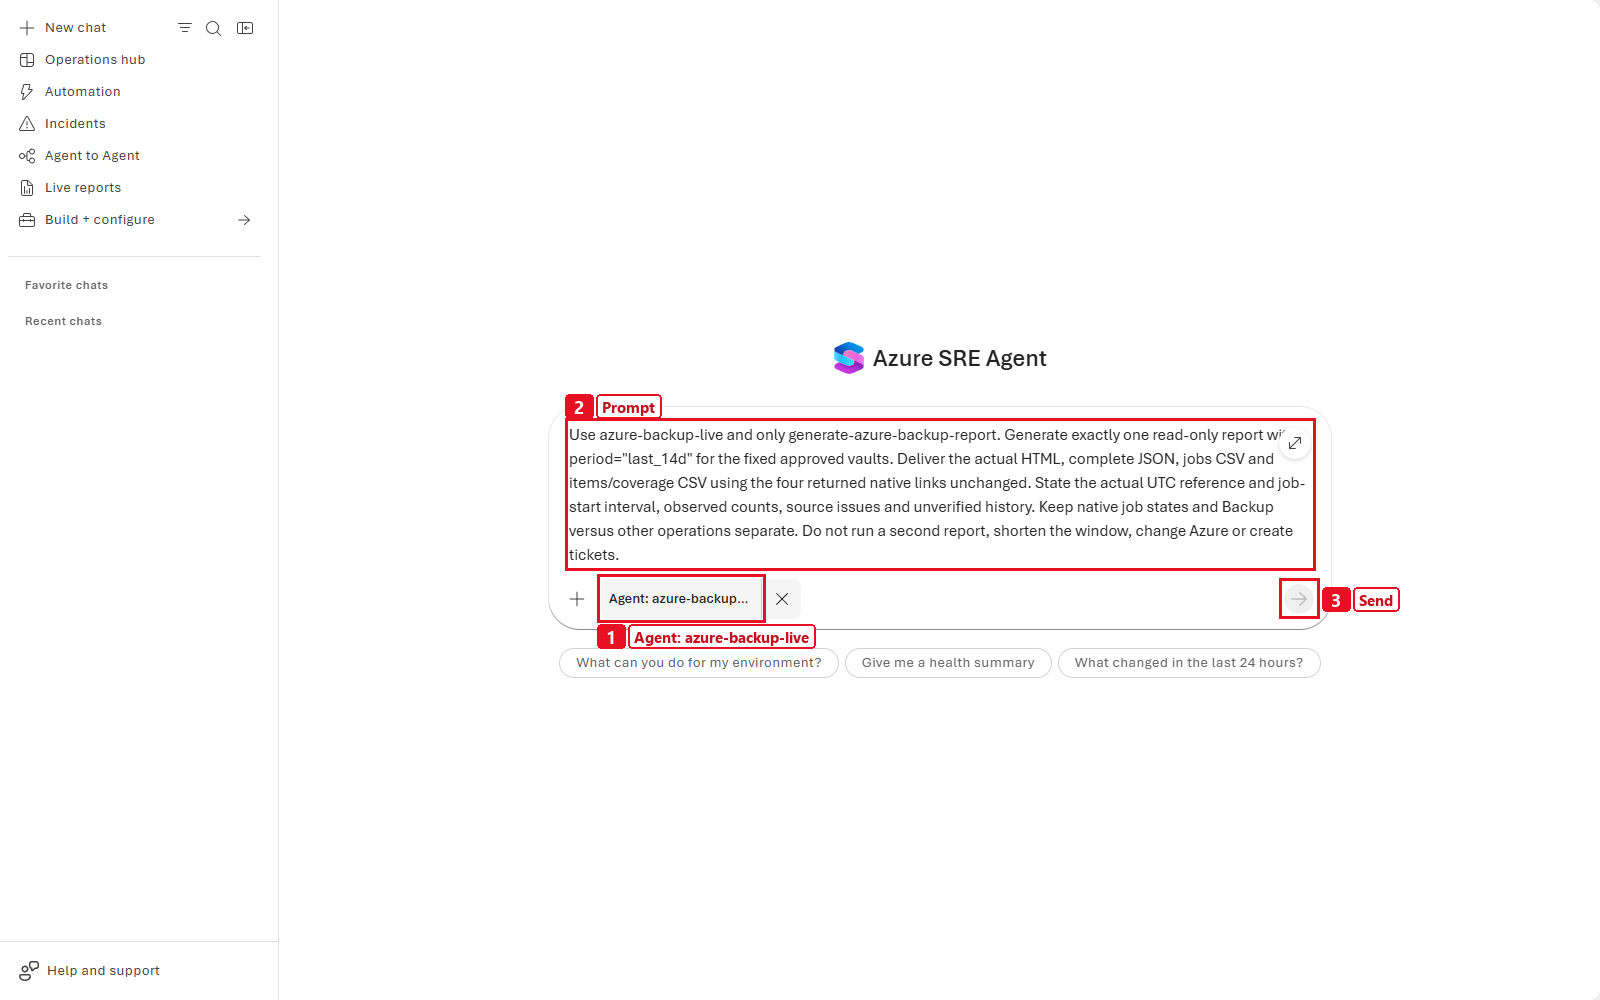 New chat
Operations hub
Automation
Incidents
Agent to Agent
Live reports
Build + configure
Favorite chats
Recent chats
Help and support
Azure SRE Agent
2 Prompt
Use azure-backup-live and only generate-azure-backup-report. Generate exactly one read-only report
period="last_14d" for the fixed approved vaults. Deliver the actual HTML, complete JSON, jobs CSV and
items/coverage CSV using the four returned native links unchanged. State the actual UTC reference and job-
start interval, observed counts, source issues and unverified history. Keep native job states and Backup
versus other operations separate. Do not run a second report, shorten the window, change Azure or create
tickets.
Agent: azure-backup...
3 Send
1 Agent: azure-backup-live
What can you do for my environment?
Give me a health summary
What changed in the last 24 hours?